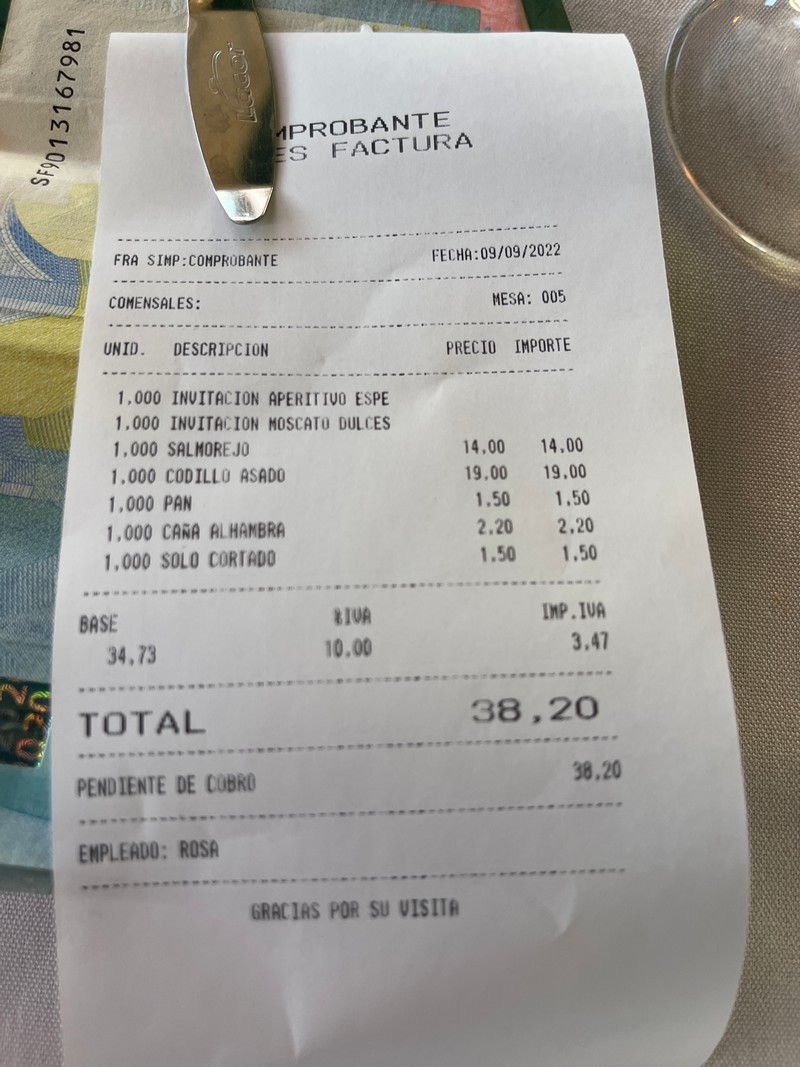 SF9013167981
Lacor
MPROBANTE
ES FACTURA
FRA SIMP:COMPROBANTE FECHA:09/09/2022
COMENSALES: MESA: 005
UNID. DESCRIPCION PRECIO IMPORTE
1,000 INVITACION APERITIVO ESPE
1,000 INVITACION MOSCATO DULCES
1,000 SALMOREJO 14,00 14,00
1,000 CODILLO ASADO 19,00 19,00
1,000 PAN 1,50 1,50
1,000 CAÑA ALHAMBRA 2,20 2,20
1,000 SOLO CORTADO 1,50 1,50
BASE %IVA IMP.IVA
34,73 10,00 3,47
TOTAL 38,20
PENDIENTE DE COBRO 38,20
EMPLEADO: ROSA
GRACIAS POR SU VISITA